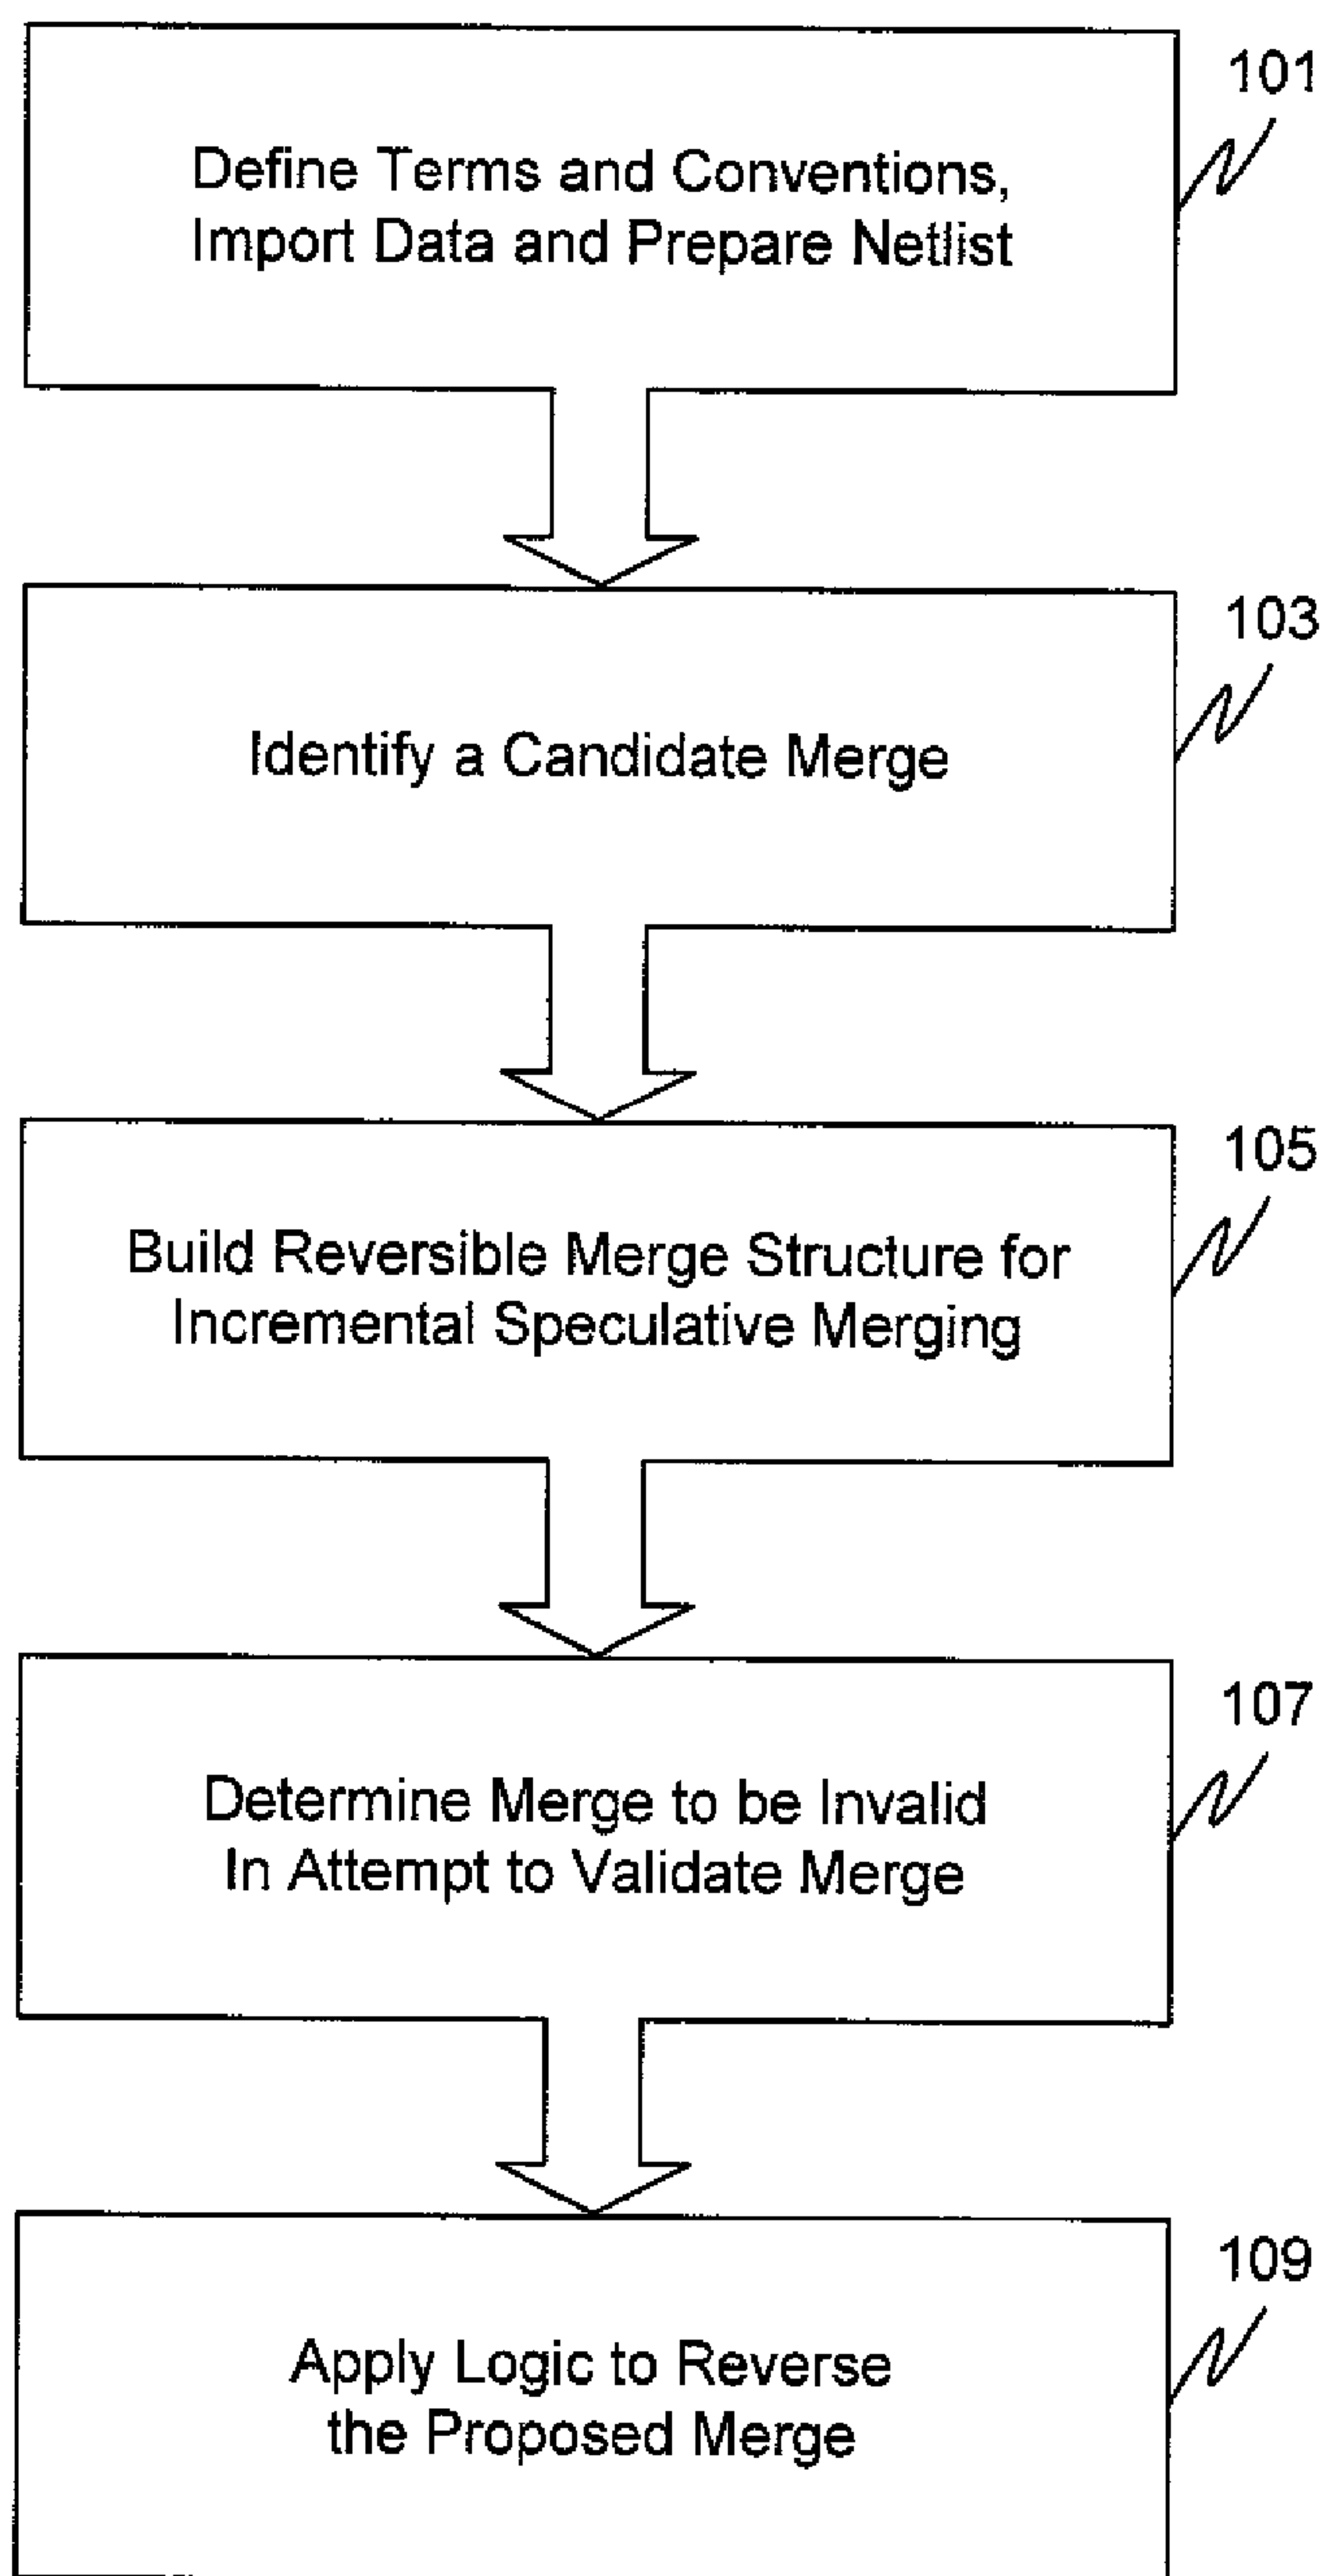 101
Define Terms and Conventions,
Import Data and Prepare Netlist
103
Identify a Candidate Merge
105
Build Reversible Merge Structure for
Incremental Speculative Merging
107
Determine Merge to be Invalid
In Attempt to Validate Merge
109
Apply Logic to Reverse
the Proposed Merge